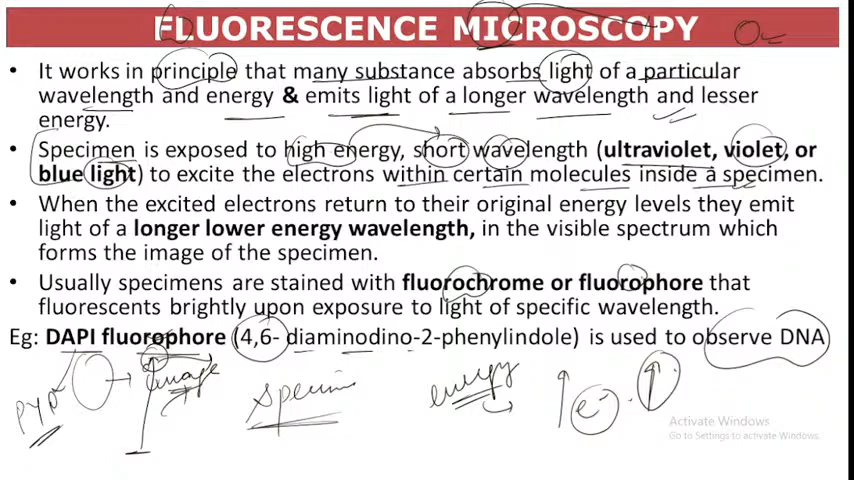 FLUORESCENCE MICROSCOPY
• It works in principle that many substance absorbs light of a particular
wavelength and energy & emits light of a longer wavelength and lesser
energy.
• Specimen is exposed to high energy, short wavelength (ultraviolet, violet, or
blue light) to excite the electrons within certain molecules inside a specimen.
• When the excited electrons return to their original energy levels they emit
light of a longer lower energy wavelength, in the visible spectrum which
forms the image of the specimen.
• Usually specimens are stained with fluorochrome or fluorophore that
fluorescents brightly upon exposure to light of specific wavelength.
Eg: DAPI fluorophore (4,6- diaminodino-2-phenylindole) is used to observe DNA
image
energy
e-
Activate Windows
Go to Settings to activate Windows.